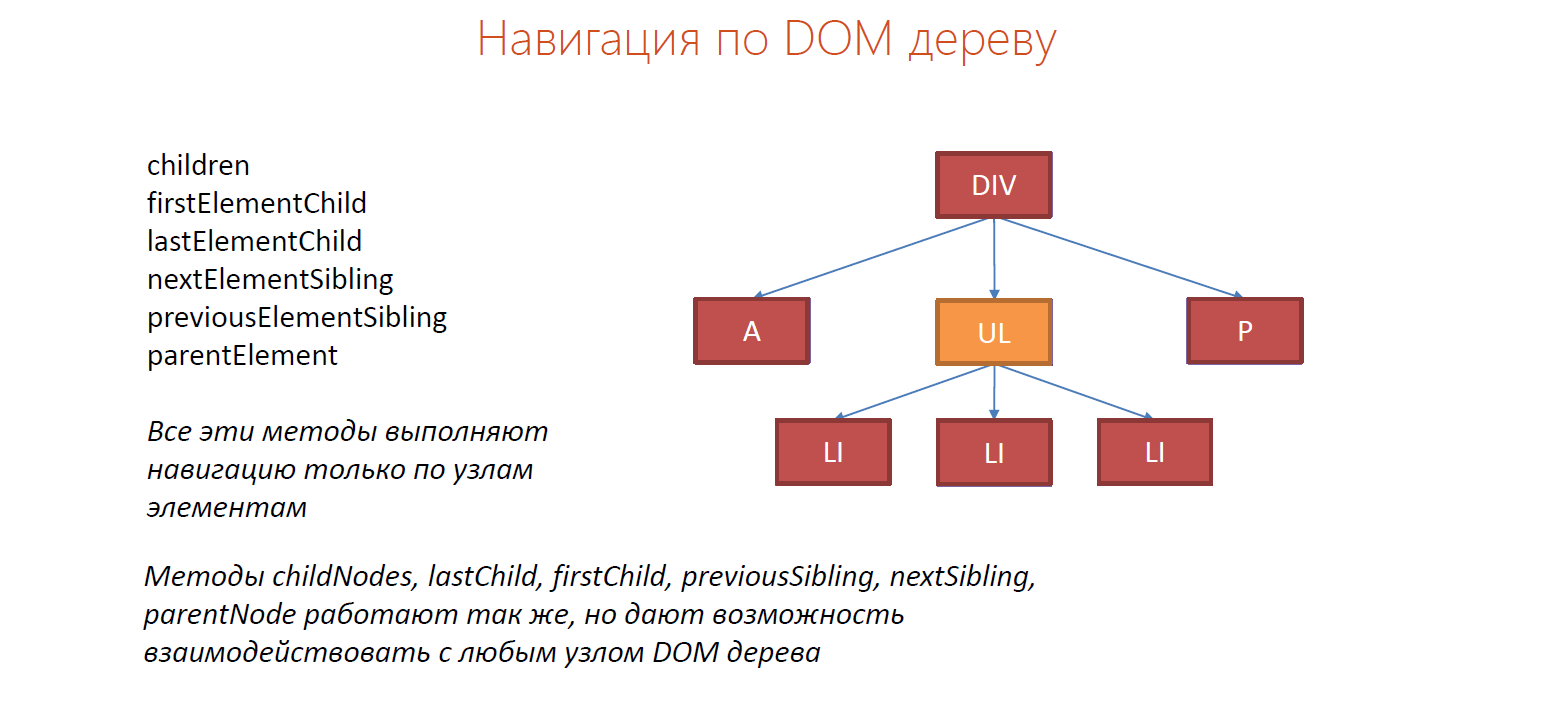 Навигация по DOM дереву
children
firstElementChild
lastElementChild
nextElementSibling
previousElementSibling
parentElement
Все эти методы выполняют
навигацию только по узлам
элементам
Методы childNodes, lastChild, firstChild, previousSibling, nextSibling,
parentNode работают так же, но дают возможность
взаимодействовать с любым узлом DOM дерева
DIV
A
UL
P
LI
LI
LI